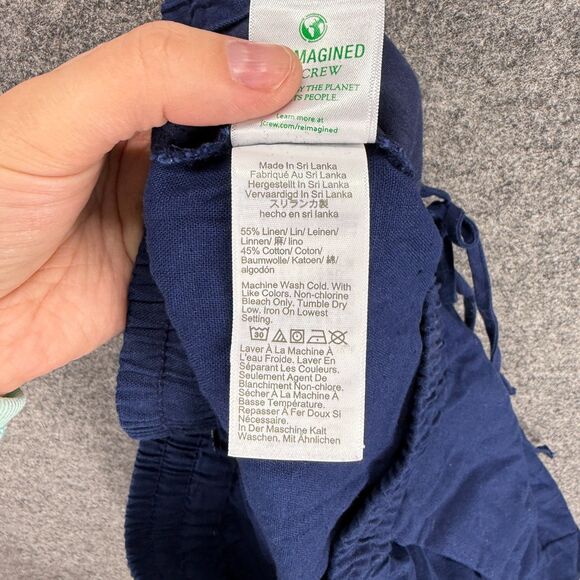 IMAGINED
CREW
BY THE PLANET
ITS PEOPLE.
Learn more at
jcrew.com/reimagined
Made In Sri Lanka
Fabriqué Au Sri Lanka
Hergestellt In Sri Lanka
Vervaardigd In Sri Lanka
スリランカ製
hecho en sri lanka
55% Linen/ Lin/ Leinen/
Linnen/ 麻/ lino
45% Cotton/ Coton/
Baumwolle/ Katoen/ 綿/
algodón
Machine Wash Cold. With
Like Colors. Non-chlorine
Bleach Only. Tumble Dry
Low. Iron On Lowest
Setting.
30
Laver À La Machine À
L'eau Froide. Laver En
Séparant Les Couleurs.
Seulement Agent De
Blanchiment Non-chlore.
Sécher À La Machine À
Basse Température.
Repasser À Fer Doux Si
Nécessaire.
In Der Maschine Kalt
Waschen. Mit Ähnlichen